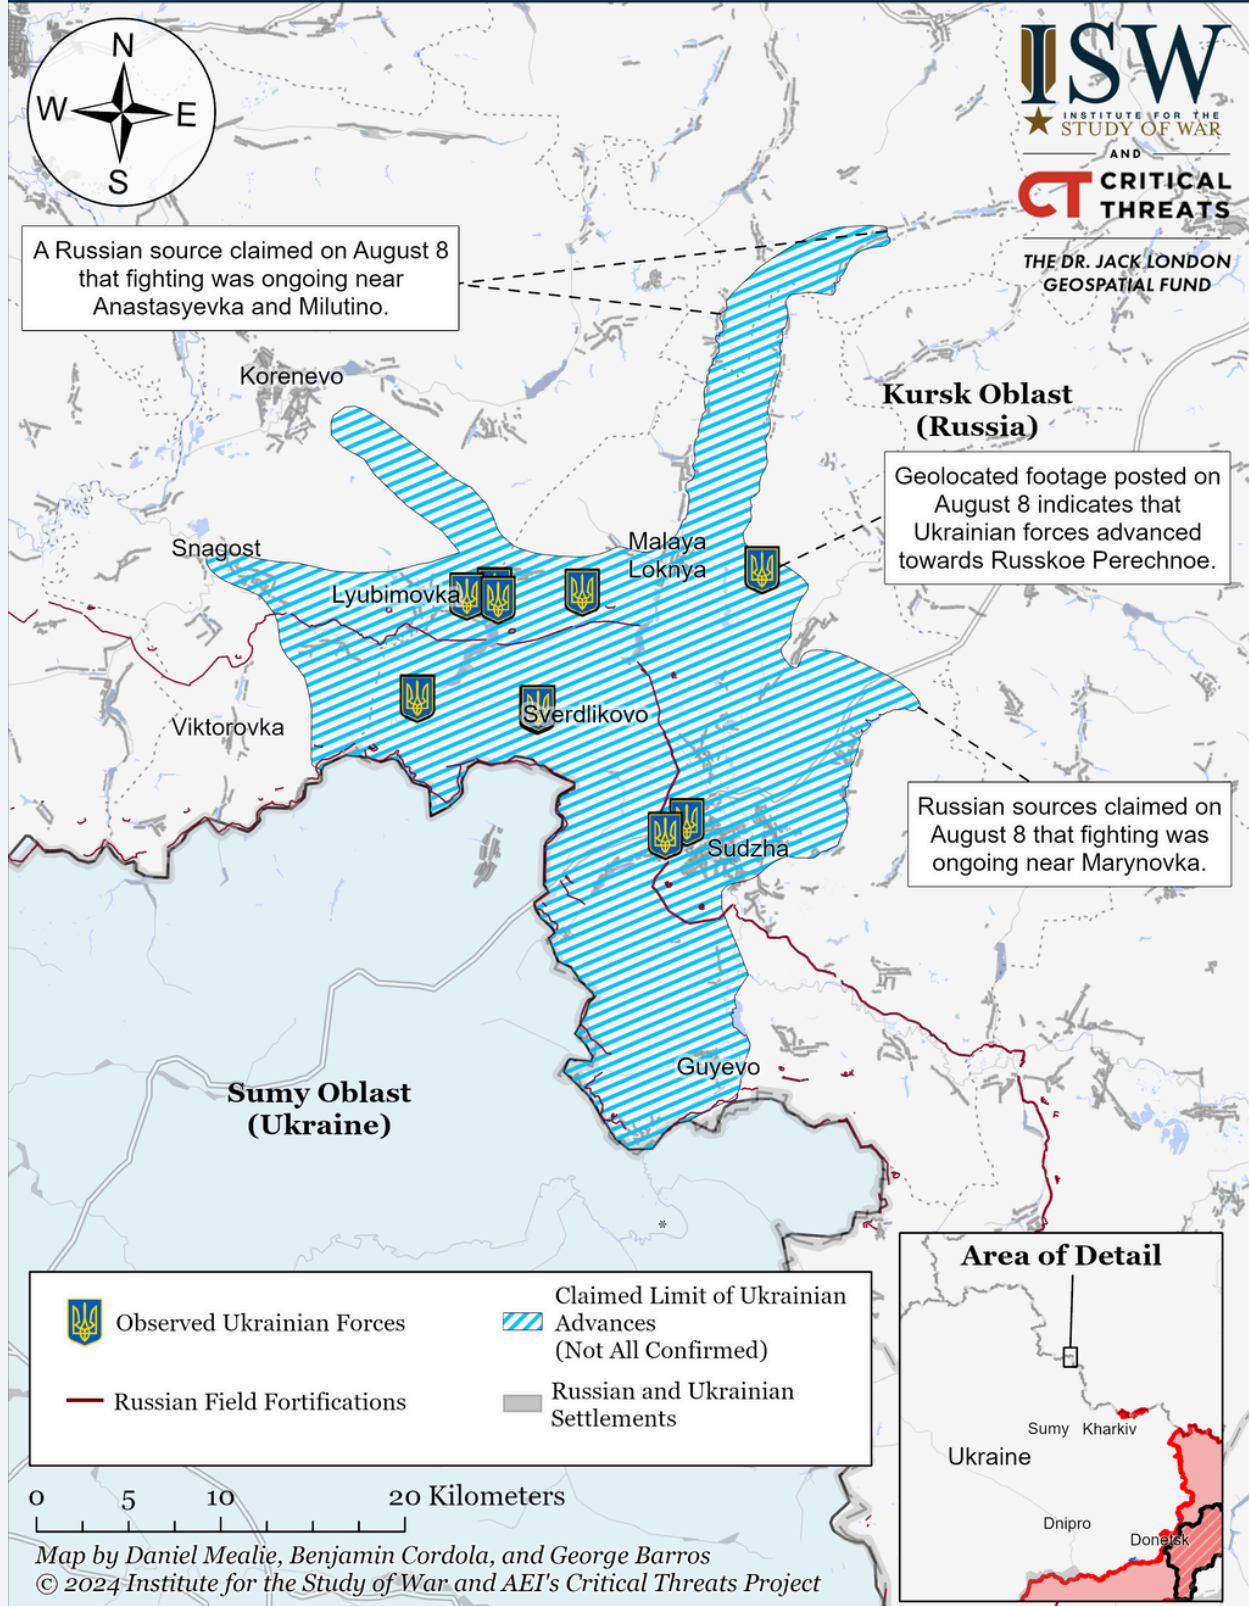 N
W
E
S
ISW
INSTITUTE FOR THE
STUDY OF WAR
AND
CT CRITICAL
THREATS
THE DR. JACK LONDON
GEOSPATIAL FUND
A Russian source claimed on August 8
that fighting was ongoing near
Anastasyevka and Milutino.
Korenevo
Kursk Oblast
(Russia)
Geolocated footage posted on
August 8 indicates that
Ukrainian forces advanced
towards Russkoe Perechnoe.
Snagost
Malaya
Loknya
Lyubimovka
Sverdlikovo
Viktorovka
Russian sources claimed on
August 8 that fighting was
ongoing near Marynovka.
Sudzha
Guyevo
Sumy Oblast
(Ukraine)
*
Observed Ukrainian Forces
Russian Field Fortifications
Claimed Limit of Ukrainian
Advances
(Not All Confirmed)
Russian and Ukrainian
Settlements
Area of Detail
Sumy
Kharkiv
Ukraine
Dnipro
Donetsk
0 5 10 20 Kilometers
Map by Daniel Mealie, Benjamin Cordola, and George Barros
© 2024 Institute for the Study of War and AEI's Critical Threats Project